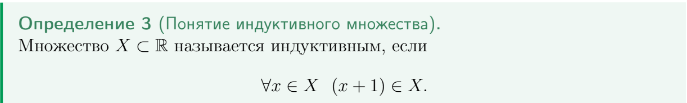 Определение 3 (Понятие индуктивного множества).
Множество X ⊂ ℝ называется индуктивным, если
∀x ∈ X (x + 1) ∈ X.